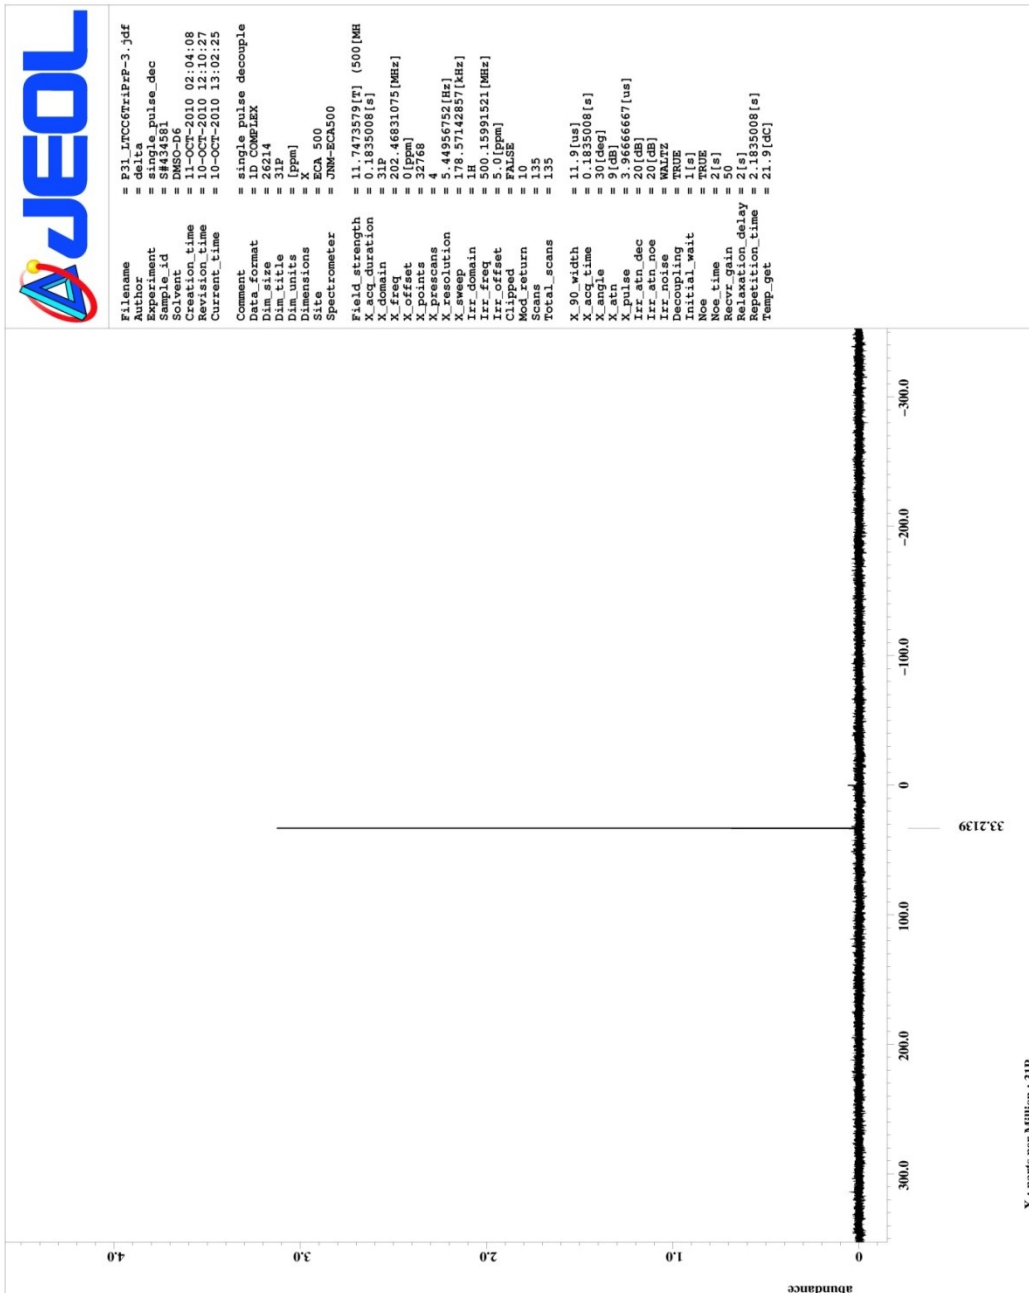 JEOL
Filename = P31_LTCC6TriPrP-3.jdf
Author = delta
Experiment = single_pulse_dec
Sample_id = S#434581
Solvent = DMSO-D6
Creation_time = 11-OCT-2010 02:04:08
Revision_time = 10-OCT-2010 12:10:27
Current_time = 10-OCT-2010 13:02:25
Comment = single pulse decouple
Data_format = 1D COMPLEX
Dim_size = 26214
Dim_title = 31P
Dim_units = [ppm]
Dimensions = X
Site = ECA 500
Spectrometer = JNM-ECA500
Field_strength = 11.7473579[T] (500[MH
X_acq_duration = 0.1835008[s]
X_domain = 31P
X_freq = 202.46831075[MHz]
X_offset = 0[ppm]
X_points = 32768
X_prescans = 4
X_resolution = 5.44956752[Hz]
X_sweep = 178.57142857[kHz]
Irr_domain = 1H
Irr_freq = 500.15991521[MHz]
Irr_offset = 5.0[ppm]
Clipped = FALSE
Mod_return = 10
Scans = 135
Total_scans = 135
X_90_width = 11.9[us]
X_acq_time = 0.1835008[s]
X_angle = 30[deg]
X_atn = 9[dB]
X_pulse = 3.96666667[us]
Irr_atn_dec = 20[dB]
Irr_atn_noe = 20[dB]
Irr_noise = WALTZ
Decoupling = TRUE
Initial_wait = 1[s]
Noe = TRUE
Noe_time = 2[s]
Recvr_gain = 50
Relaxation_delay = 2[s]
Repetition_time = 2.1835008[s]
Temp_get = 21.9[dC]
abundance
4.0
3.0
2.0
1.0
0
300.0 200.0 100.0 0 -100.0 -200.0 -300.0
33.2139
X : parts per Million : 31P